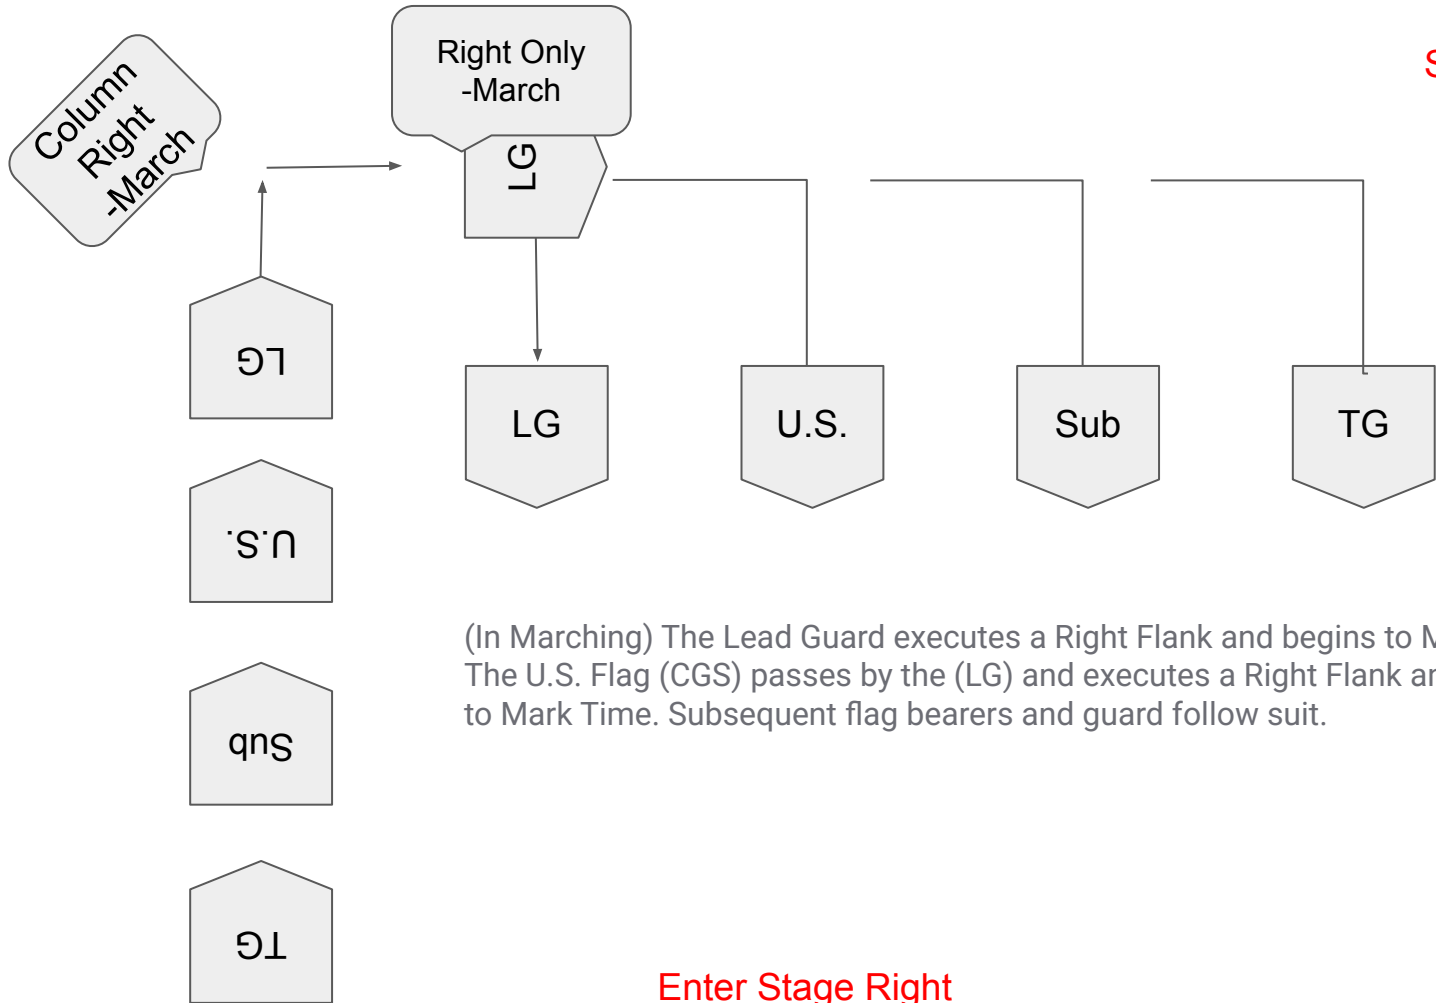 Column
Right
-March
Right Only
-March
S
LG
LG
LG
U.S.
Sub
TG
U.S.
(In Marching) The Lead Guard executes a Right Flank and begins to M
The U.S. Flag (CGS) passes by the (LG) and executes a Right Flank an
to Mark Time. Subsequent flag bearers and guard follow suit.
Sub
TG
Enter Stage Right